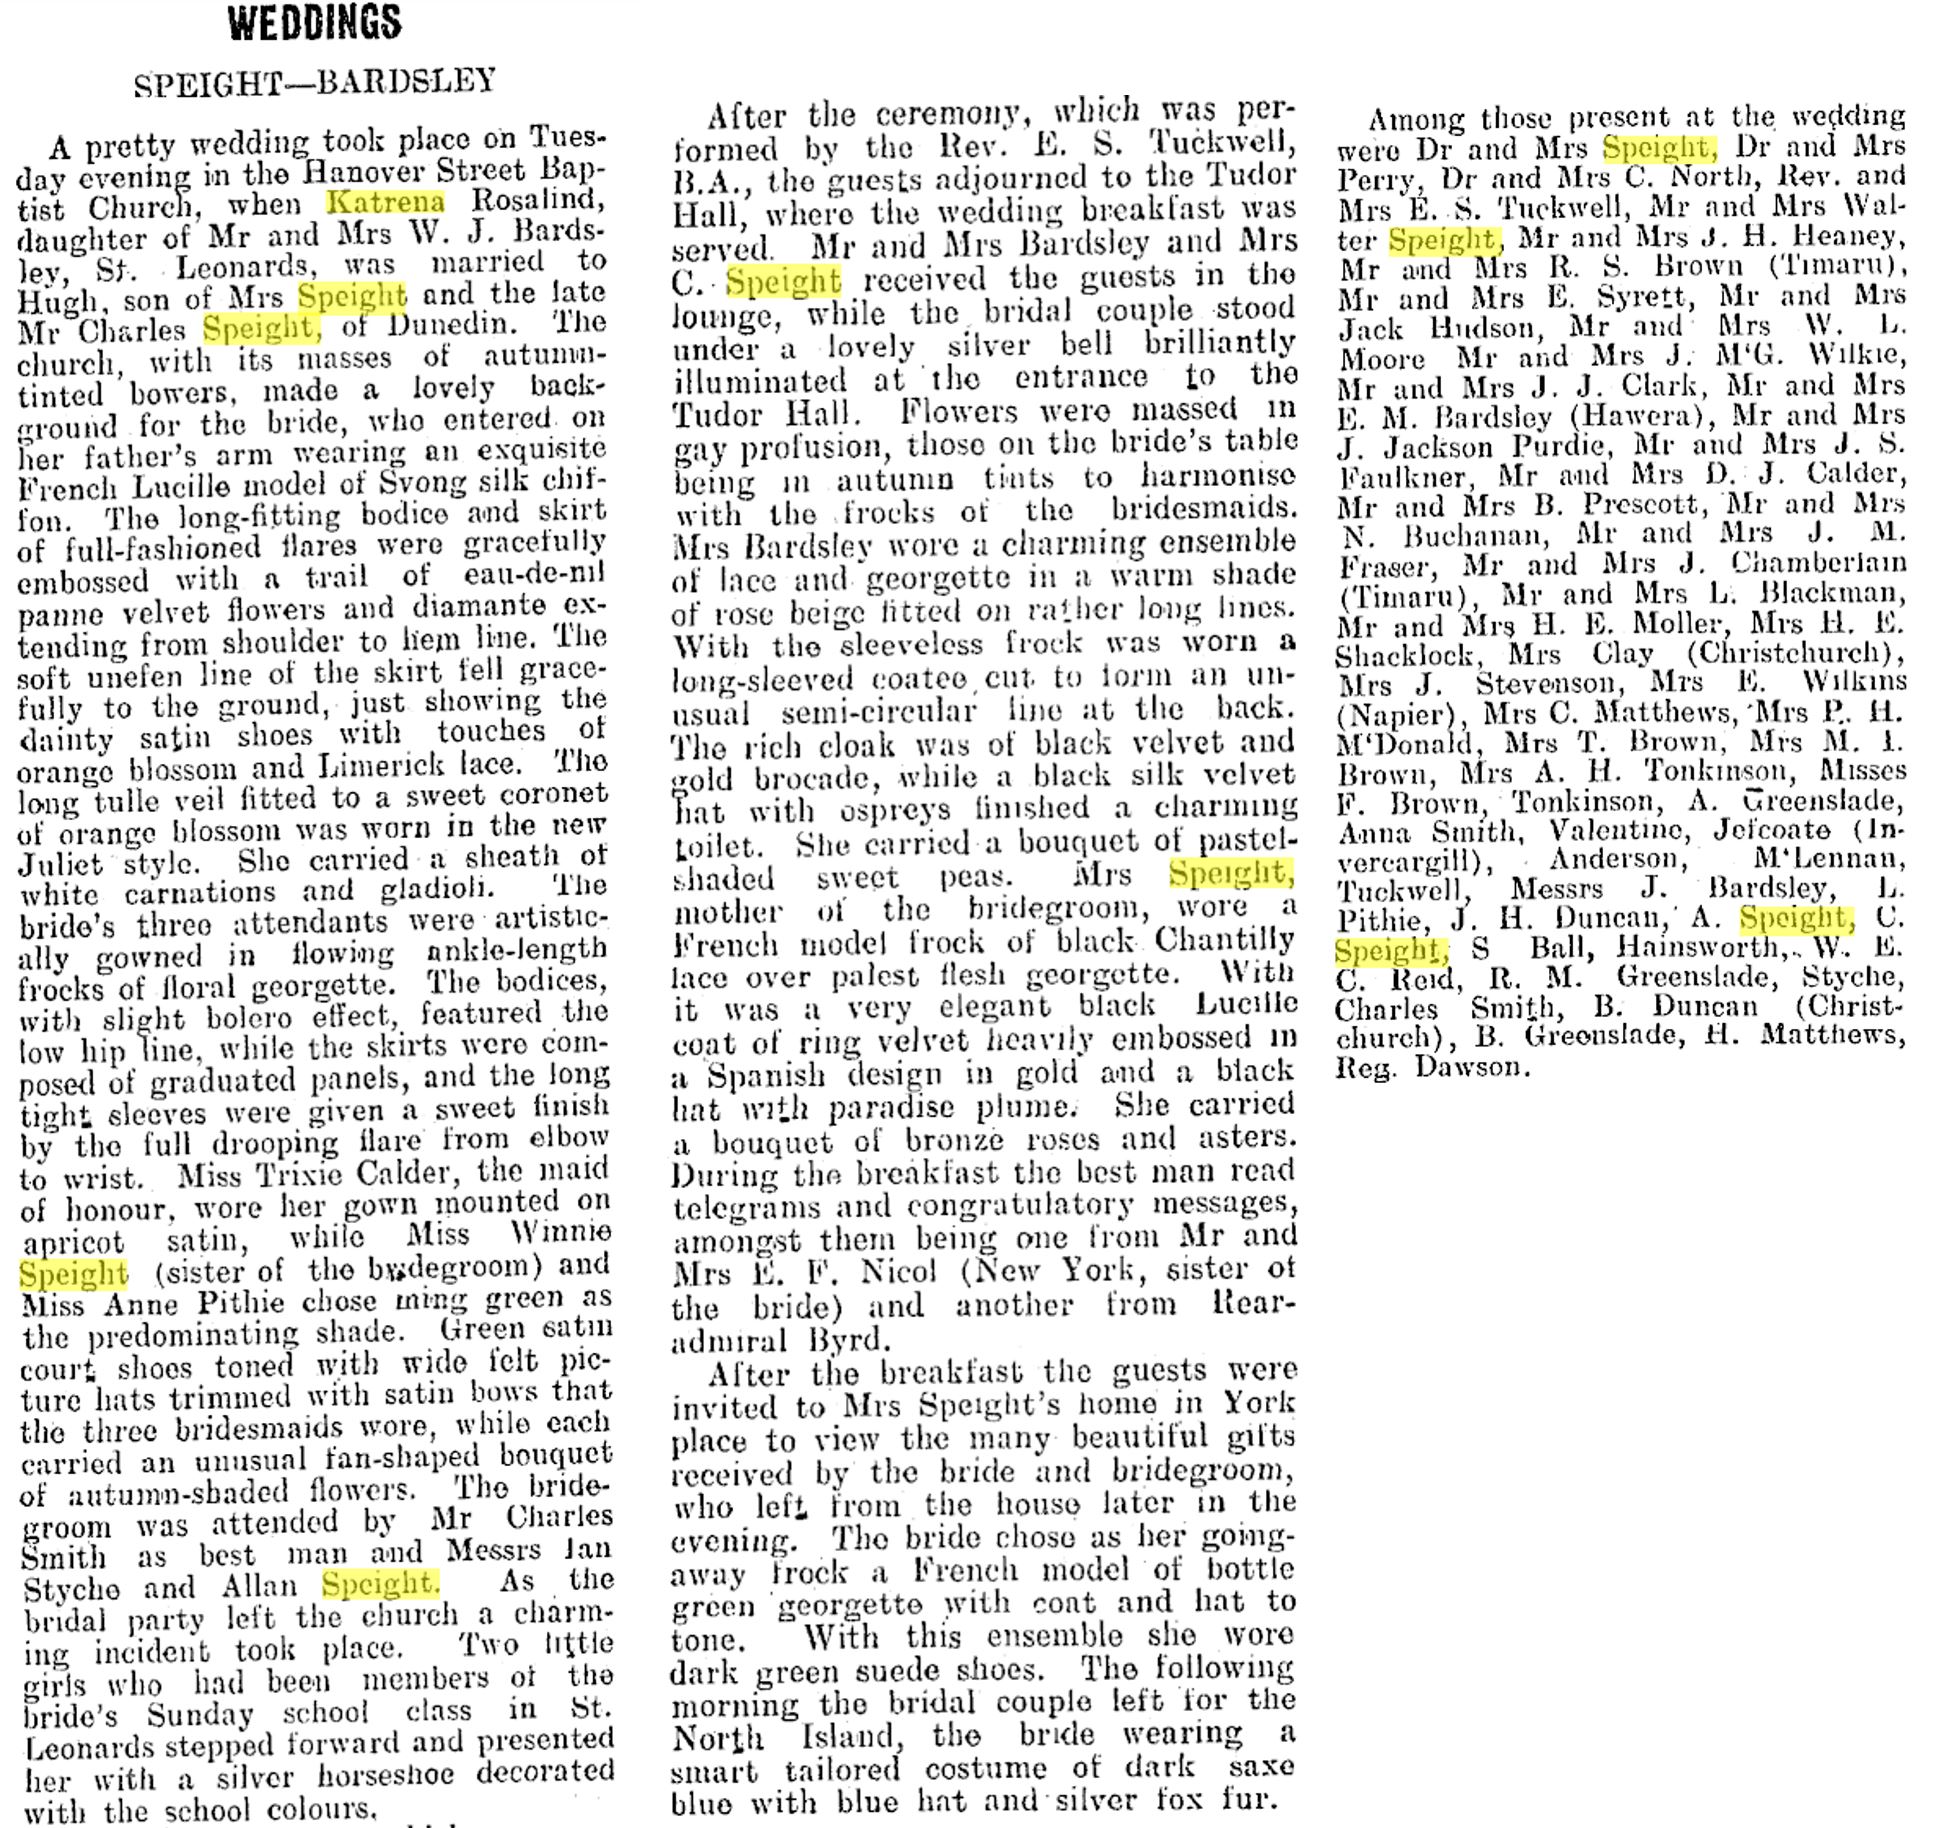 WEDDINGS
SPEIGHT—BARDSLEY
A pretty wedding took place on Tues-
day evening in the Hanover Street Bap-
tist Church, when Katrena Rosalind,
daughter of Mr and Mrs W. J. Bards-
ley, St. Leonards, was married to
Hugh, son of Mrs Speight and the late
Mr Charles Speight, of Dunedin. The
church, with its masses of autumn-
tinted bowers, made a lovely back-
ground for the bride, who entered on
her father's arm wearing an exquisite
French Lucille model of Svong silk chif-
fon. The long-fitting bodice and skirt
of full-fashioned flares were gracefully
embossed with a trail of eau-de-nil
panne velvet flowers and diamante ex-
tending from shoulder to hem line. The
soft unefen line of the skirt fell grace-
fully to the ground, just showing the
dainty satin shoes with touches of
orange blossom and Limerick lace. The
long tulle veil fitted to a sweet coronet
of orange blossom was worn in the new
Juliet style. She carried a sheath of
white carnations and gladioli. The
bride's three attendants were artistic-
ally gowned in flowing ankle-length
frocks of floral georgette. The bodices,
with slight bolero effect, featured the
low hip line, while the skirts were com-
posed of graduated panels, and the long
tight sleeves were given a sweet finish
by the full drooping flare from elbow
to wrist. Miss Trixie Calder, the maid
of honour, wore her gown mounted on
apricot satin, while Miss Winnie
Speight (sister of the bridegroom) and
Miss Anne Pithie chose ming green as
the predominating shade. Green satin
court shoes toned with wide felt pic-
ture hats trimmed with satin bows that
the three bridesmaids wore, while each
carried an unusual fan-shaped bouquet
of autumn-shaded flowers. The bride-
groom was attended by Mr Charles
Smith as best man and Messrs Ian
Styche and Allan Speight. As the
bridal party left the church a charm-
ing incident took place. Two little
girls who had been members of the
bride's Sunday school class in St.
Leonards stepped forward and presented
her with a silver horseshoe decorated
with the school colours.
After the ceremony, which was per-
formed by the Rev. E. S. Tuckwell,
B.A., the guests adjourned to the Tudor
Hall, where the wedding breakfast was
served. Mr and Mrs Bardsley and Mrs
C. Speight received the guests in the
lounge, while the bridal couple stood
under a lovely silver bell brilliantly
illuminated at the entrance to the
Tudor Hall. Flowers were massed in
gay profusion, those on the bride's table
being in autumn tints to harmonise
with the frocks of the bridesmaids.
Mrs Bardsley wore a charming ensemble
of lace and georgette in a warm shade
of rose beige fitted on rather long lines.
With the sleeveless frock was worn a
long-sleeved coatee cut to form an un-
usual semi-circular line at the back.
The rich cloak was of black velvet and
gold brocade, while a black silk velvet
hat with ospreys finished a charming
toilet. She carried a bouquet of pastel-
shaded sweet peas. Mrs Speight,
mother of the bridegroom, wore a
French model frock of black Chantilly
lace over palest flesh georgette. With
it was a very elegant black Lucille
coat of ring velvet heavily embossed in
a Spanish design in gold and a black
hat with paradise plume. She carried
a bouquet of bronze roses and asters.
During the breakfast the best man read
telegrams and congratulatory messages,
amongst them being one from Mr and
Mrs E. F. Nicol (New York, sister of
the bride) and another from Rear-
admiral Byrd.
After the breakfast the guests were
invited to Mrs Speight's home in York
place to view the many beautiful gifts
received by the bride and bridegroom,
who left from the house later in the
evening. The bride chose as her going-
away frock a French model of bottle
green georgette with coat and hat to
tone. With this ensemble she wore
dark green suede shoes. The following
morning the bridal couple left for the
North Island, the bride wearing a
smart tailored costume of dark saxe
blue with blue hat and silver fox fur.
Among those present at the wedding
were Dr and Mrs Speight, Dr and Mrs
Perry, Dr and Mrs C. North, Rev. and
Mrs E. S. Tuckwell, Mr and Mrs Wal-
ter Speight, Mr and Mrs J. H. Heaney,
Mr and Mrs R. S. Brown (Timaru),
Mr and Mrs E. Syrett, Mr and Mrs
Jack Hudson, Mr and Mrs W. L.
Moore Mr and Mrs J. M'G. Wilkie,
Mr and Mrs J. J. Clark, Mr and Mrs
E. M. Bardsley (Hawera), Mr and Mrs
J. Jackson Purdie, Mr and Mrs J. S.
Faulkner, Mr and Mrs D. J. Calder,
Mr and Mrs B. Prescott, Mr and Mrs
N. Buchanan, Mr and Mrs J. M.
Fraser, Mr and Mrs J. Chamberlain
(Timaru), Mr and Mrs L. Blackman,
Mr and Mrs H. E. Moller, Mrs H. E.
Shacklock, Mrs Clay (Christchurch),
Mrs J. Stevenson, Mrs E. Wilkins
(Napier), Mrs C. Matthews, Mrs P. H.
M'Donald, Mrs T. Brown, Mrs M. I.
Brown, Mrs A. H. Tonkinson, Misses
F. Brown, Tonkinson, A. Greenslade,
Anna Smith, Valentine, Jefcoate (In-
vercargill), Anderson, M'Lennan,
Tuckwell, Messrs J. Bardsley, L.
Pithie, J. H. Duncan, A. Speight, C.
Speight, S Ball, Hainsworth, W. E.
C. Reid, R. M. Greenslade, Styche,
Charles Smith, B. Duncan (Christ-
church), B. Greenslade, H. Matthews,
Reg. Dawson.